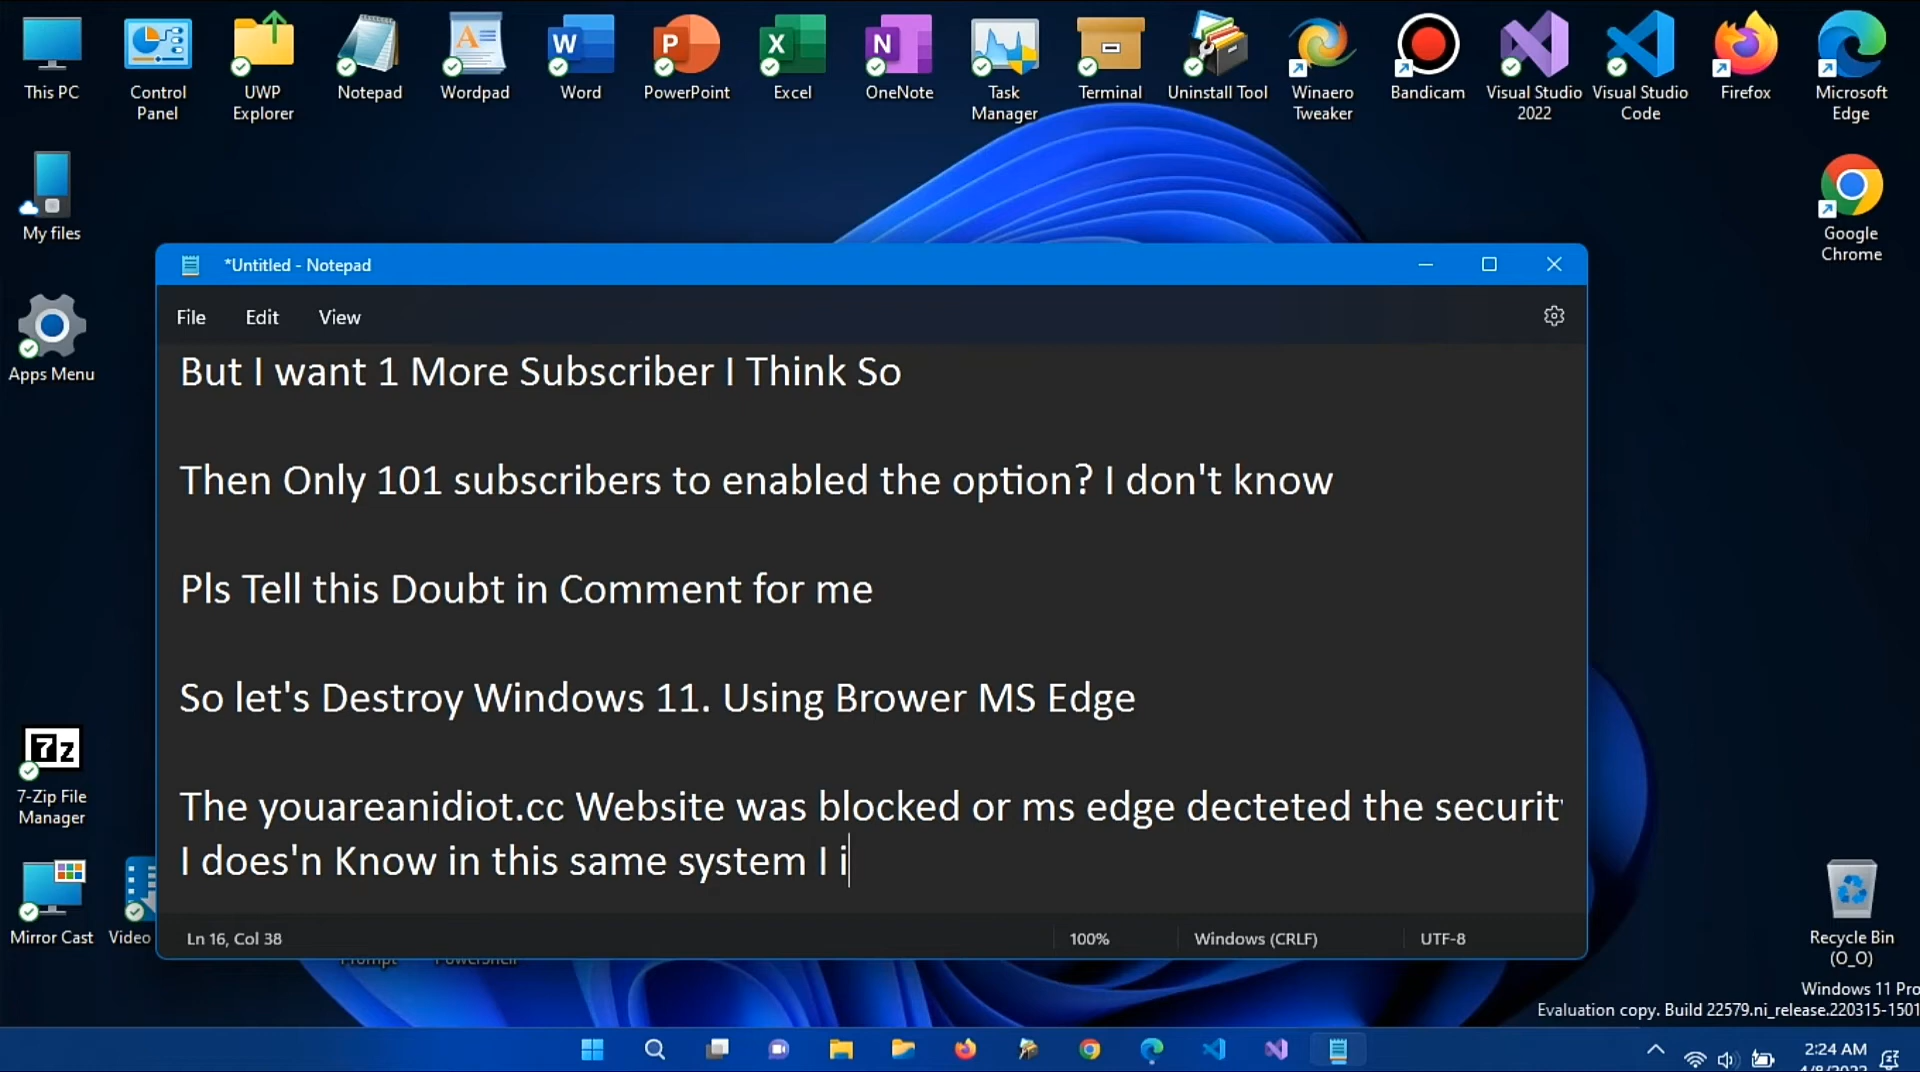 This PC
Control
Panel
UWP
Explorer
Notepad
Wordpad
Word
PowerPoint
Excel
OneNote
Task
Manager
Terminal
Uninstall Tool
Winaero
Tweaker
Bandicam
Visual Studio
2022
Visual Studio
Code
Firefox
Microsoft
Edge
My files
Google
Chrome
Apps Menu
*Untitled - Notepad
File Edit View
But I want 1 More Subscriber I Think So
Then Only 101 subscribers to enabled the option? I don't know
Pls Tell this Doubt in Comment for me
So let's Destroy Windows 11. Using Brower MS Edge
The youareanidiot.cc Website was blocked or ms edge decteted the securit
I does'n Know in this same system I i
Ln 16, Col 38
100%
Windows (CRLF)
UTF-8
7-Zip File
Manager
Mirror Cast
Video
Recycle Bin
(O_O)
Windows 11 Pro
Evaluation copy. Build 22579.ni_release.220315-1501
2:24 AM